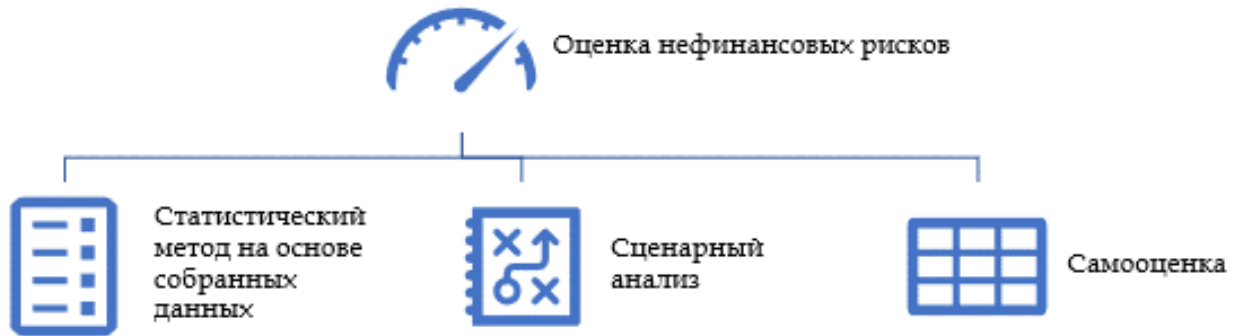 Оценка нефинансовых рисков
Статистический
метод на основе
собранных
данных
Сценарный
анализ
Самооценка